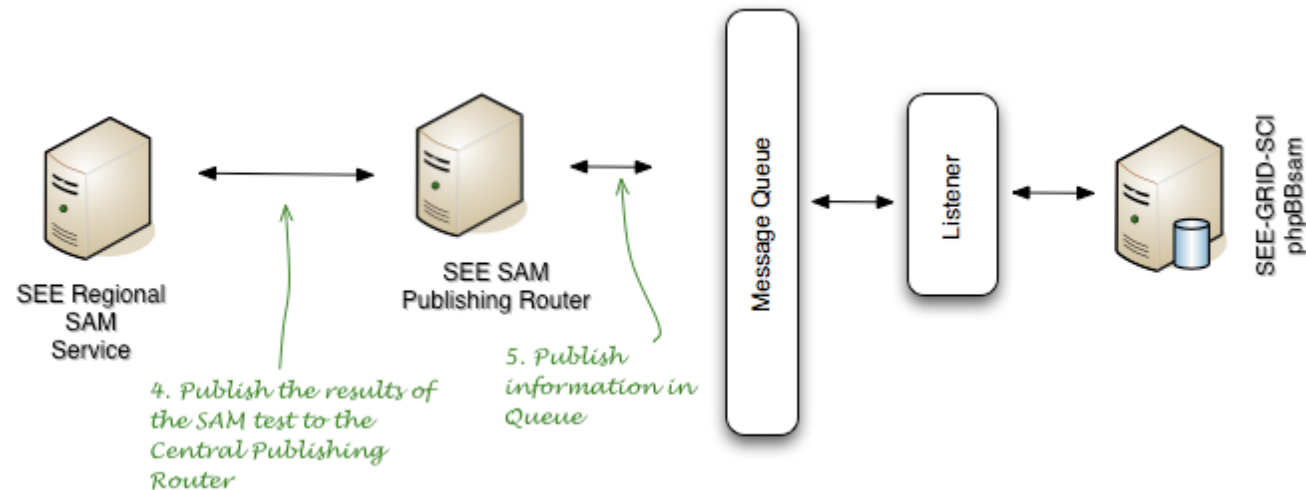 SEE Regional
SAM
Service
SEE SAM
Publishing Router
4. Publish the results of
the SAM test to the
Central Publishing
Router
5. Publish
information in
Queue
Message Queue
Listener
SEE-GRID-SCI
phpBBsam